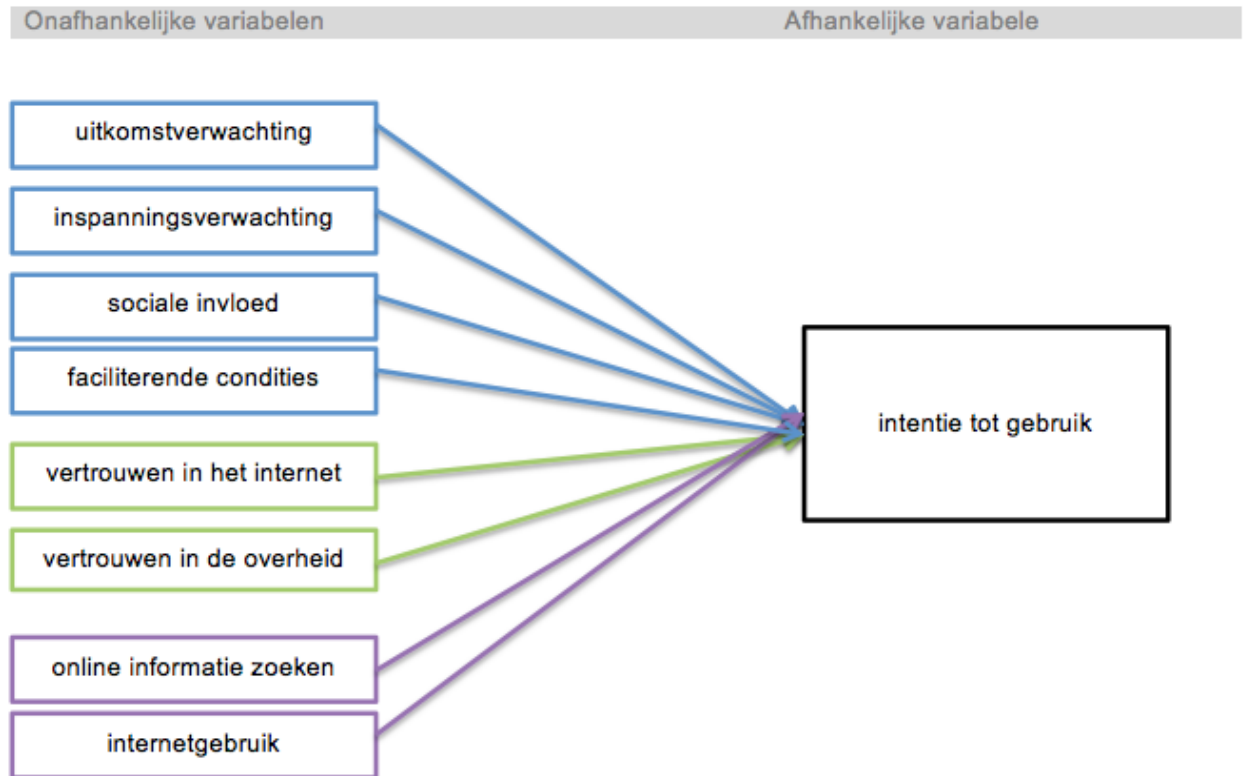 Onafhankelijke variabelen
Afhankelijke variabele
uitkomstverwachting
inspanningsverwachting
sociale invloed
faciliterende condities
intentie tot gebruik
vertrouwen in het internet
vertrouwen in de overheid
online informatie zoeken
internetgebruik